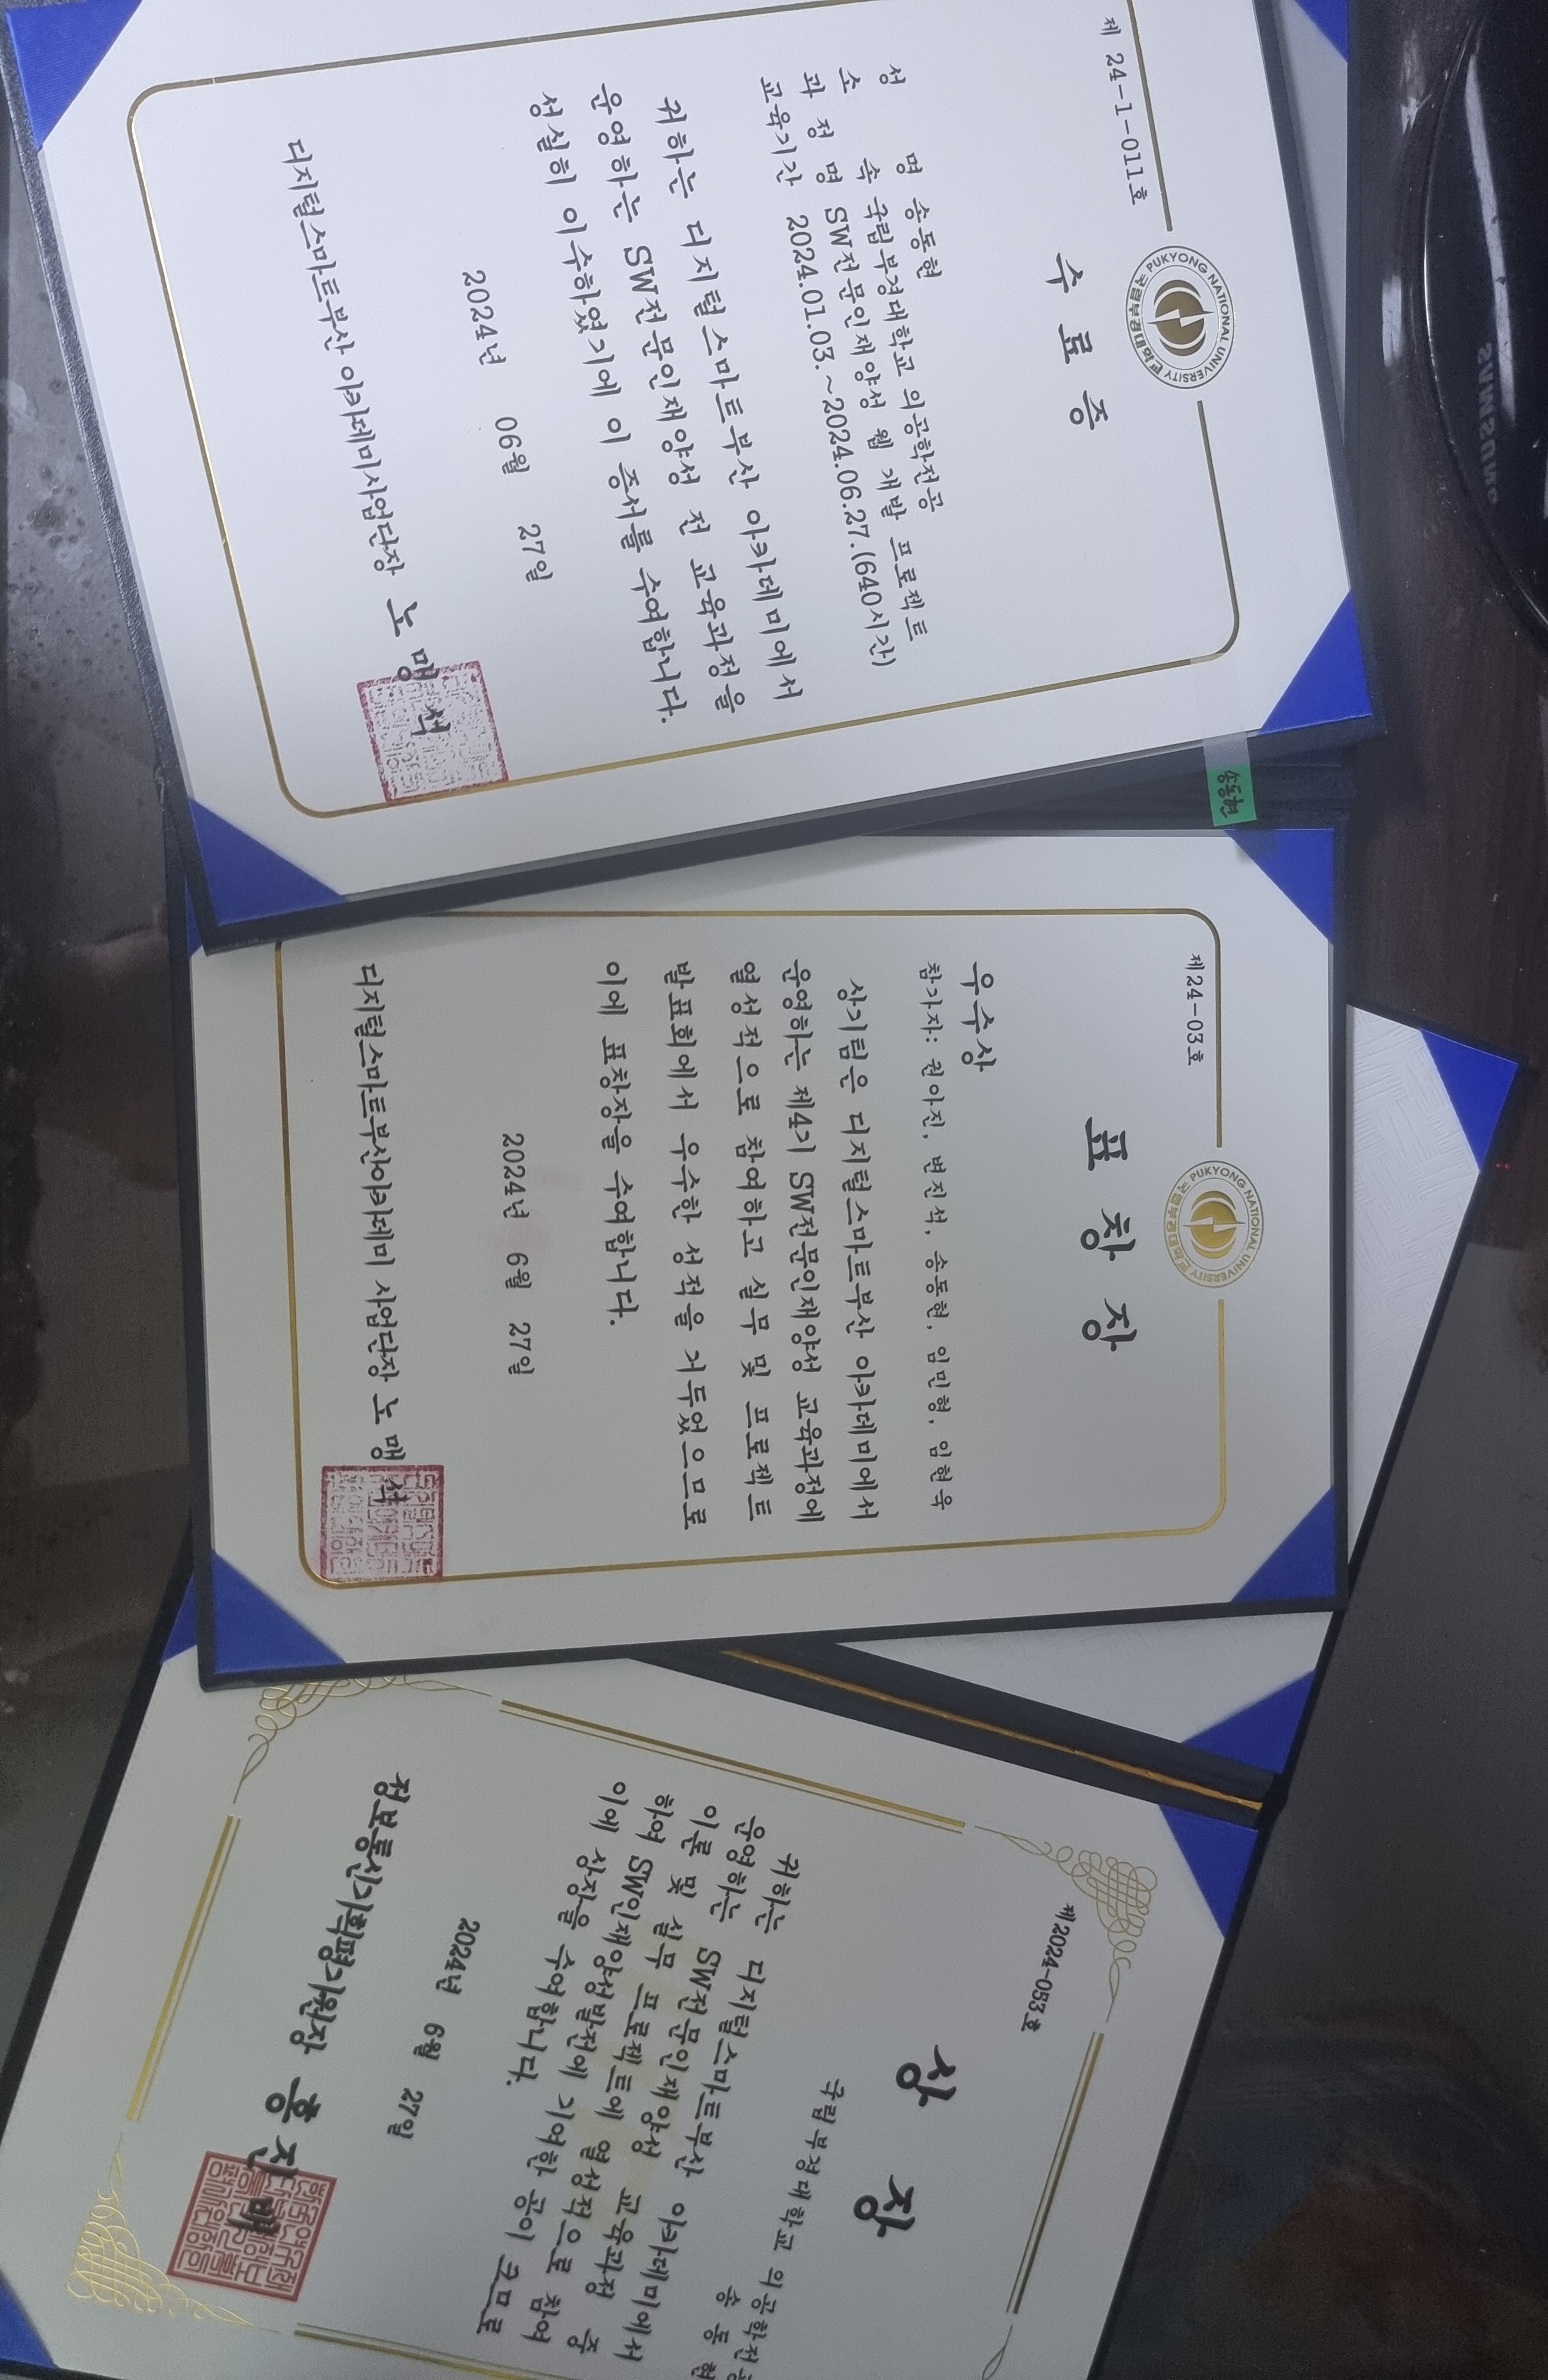 SAMSUNG
PUKYONG NATIONAL UNIVERSITY 국립부경대학교
제 24-1-011호
수 료 증
성 명 송동현
소 속 국립부경대학교 의공학전공
과 정 명 SW전문인재양성 웹 개발 프로젝트
교육기간 2024.01.03.~2024.06.27.(640시간)
귀하는 디지털스마트부산 아카데미에서
운영하는 SW전문인재양성 전 교육과정을
성실히 이수하였기에 이 증서를 수여합니다.
2024년 06월 27일
디지털스마트부산 아카데미사업단장 노 맹 석
송동현
PUKYONG NATIONAL UNIVERSITY 국립부경대학교
제24-03호
표 창 장
우수상
참가자: 권아진, 변진석, 송동현, 임민형, 임현욱
상기팀은 디지털스마트부산 아카데미에서
운영하는 제4기 SW전문인재양성 교육과정에
열성적으로 참여하고 실무 및 프로젝트
발표회에서 우수한 성적을 거두었으므로
이에 표창장을 수여합니다.
2024년 6월 27일
디지털스마트부산아카데미 사업단장 노 맹 석
제2024-053호
상 장
국립부경대학교 의공학전공
송 동 현
귀하는 디지털스마트부산 아카데미에서
운영하는 SW전문인재양성 교육과정 중
이론 및 실무 프로젝트에 열성적으로 참여
하여 SW인재양성발전에 기여한 공이 크므로
이에 상장을 수여합니다.
2024년 6월 27일
정보통신기획평가원장 홍 진 배